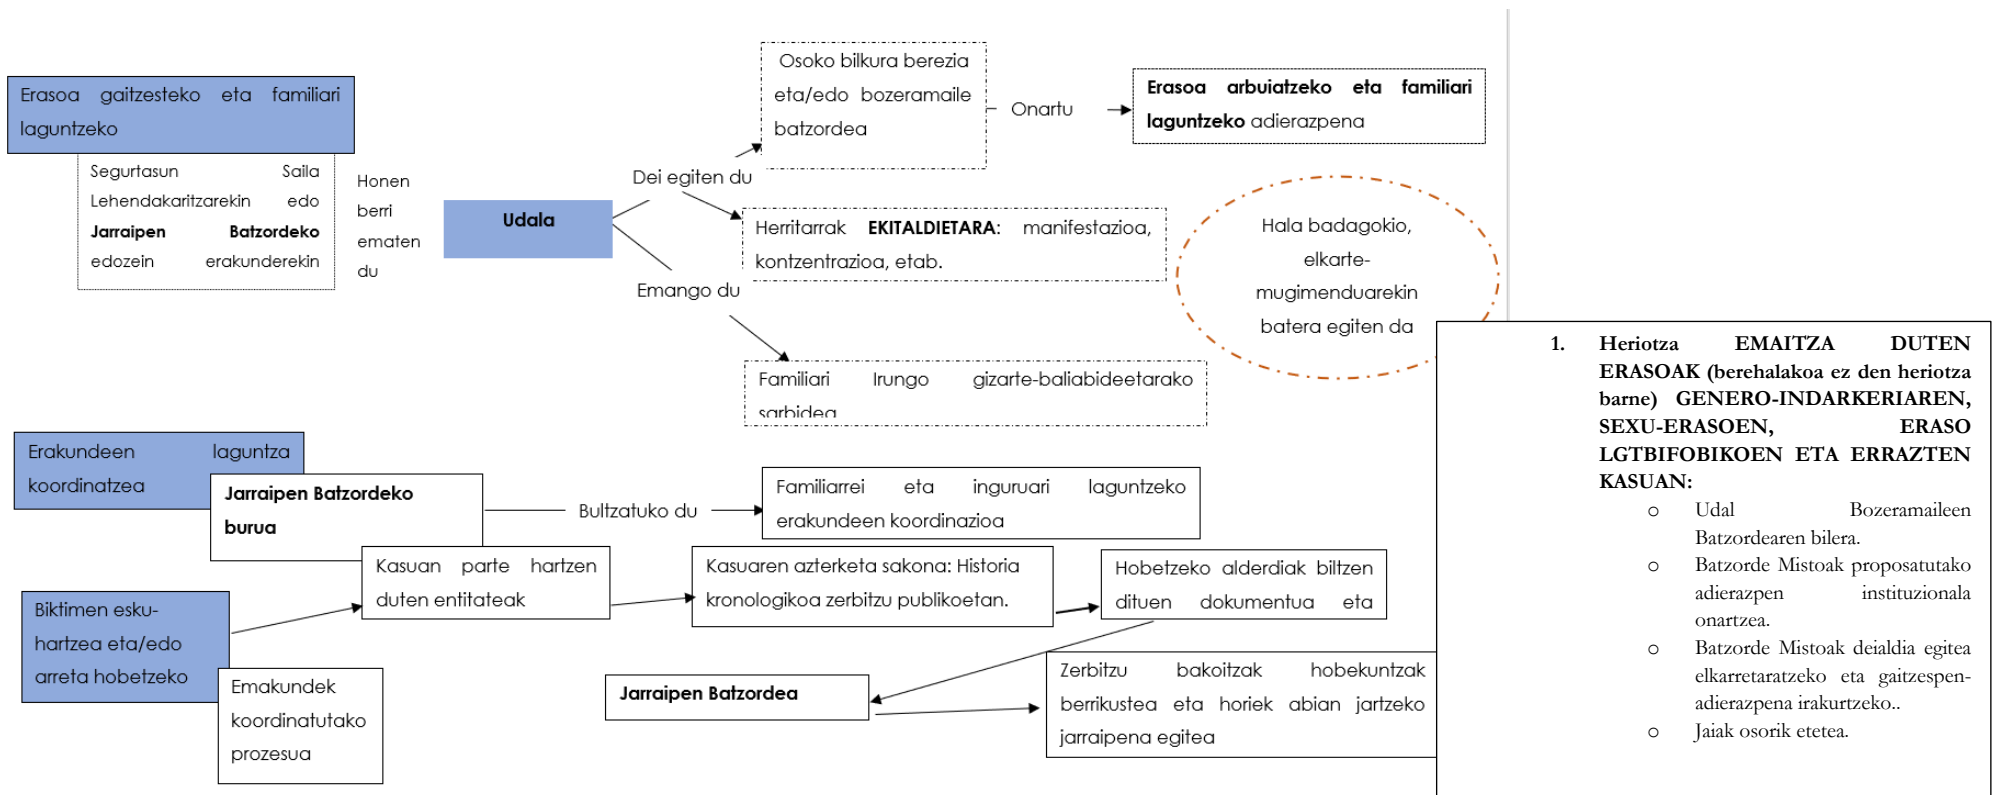 Erasoa gaitzesteko eta familiari
laguntzeko
Segurtasun Saila
Lehendakaritzarekin edo
Jarraipen Batzordeko
edozein erakunderekin
Honen
berri
ematen
du
Udala
Dei egiten du
Emango du
Osoko bilkura berezia
eta/edo bozeramaile
batzordea
Onartu
Erasoa arbuiatzeko eta familiari
laguntzeko adierazpena
Herritarrak EKITALDIETARA: manifestazioa,
kontzentrazioa, etab.
Hala badagokio,
elkarte-
mugimenduarekin
batera egiten da
Familiari Irungo gizarte-baliabideetarako
sarbidea
Erakundeen laguntza
koordinatzea
Jarraipen Batzordeko
burua
Bultzatuko du
Familiarrei eta inguruari laguntzeko
erakundeen koordinazioa
Biktimen esku-
hartzea eta/edo
arreta hobetzeko
Emakundek
koordinatutako
prozesua
Kasuan parte hartzen
duten entitateak
Kasuaren azterketa sakona: Historia
kronologikoa zerbitzu publikoetan.
Hobetzeko alderdiak biltzen
dituen dokumentua eta
Jarraipen Batzordea
Zerbitzu bakoitzak hobekuntzak
berrikustea eta horiek abian jartzeko
jarraipena egitea
1. Heriotza EMAITZA DUTEN
ERASOAK (berehalakoa ez den heriotza
barne) GENERO-INDARKERIAREN,
SEXU-ERASOEN, ERASO
LGTBIFOBIKOEN ETA ERRAZTEN
KASUAN:
o Udal Bozeramaileen
Batzordearen bilera.
o Batzorde Mistoak proposatutako
adierazpen instituzionala
onartzea.
o Batzorde Mistoak deialdia egitea
elkarretaratzeko eta gaitzespen-
adierazpena irakurtzeko..
o Jaiak osorik etetea.